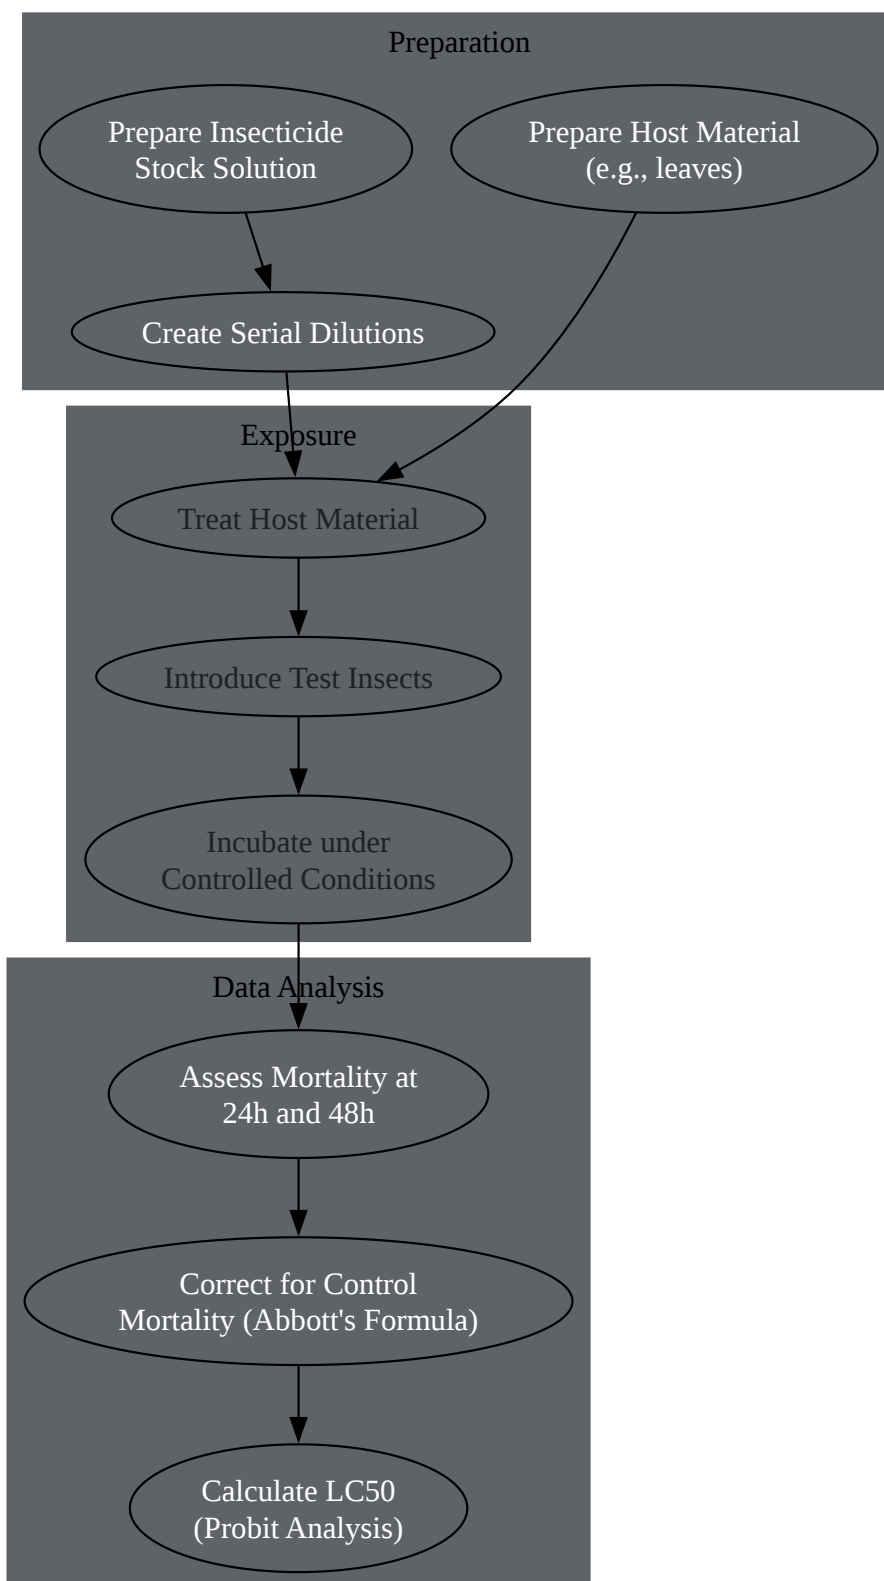 Preparation
Prepare Insecticide
Stock Solution
Prepare Host Material
(e.g., leaves)
Create Serial Dilutions
Exposure
Treat Host Material
Introduce Test Insects
Incubate under
Controlled Conditions
Data Analysis
Assess Mortality at
24h and 48h
Correct for Control
Mortality (Abbott's Formula)
Calculate LC50
(Probit Analysis)